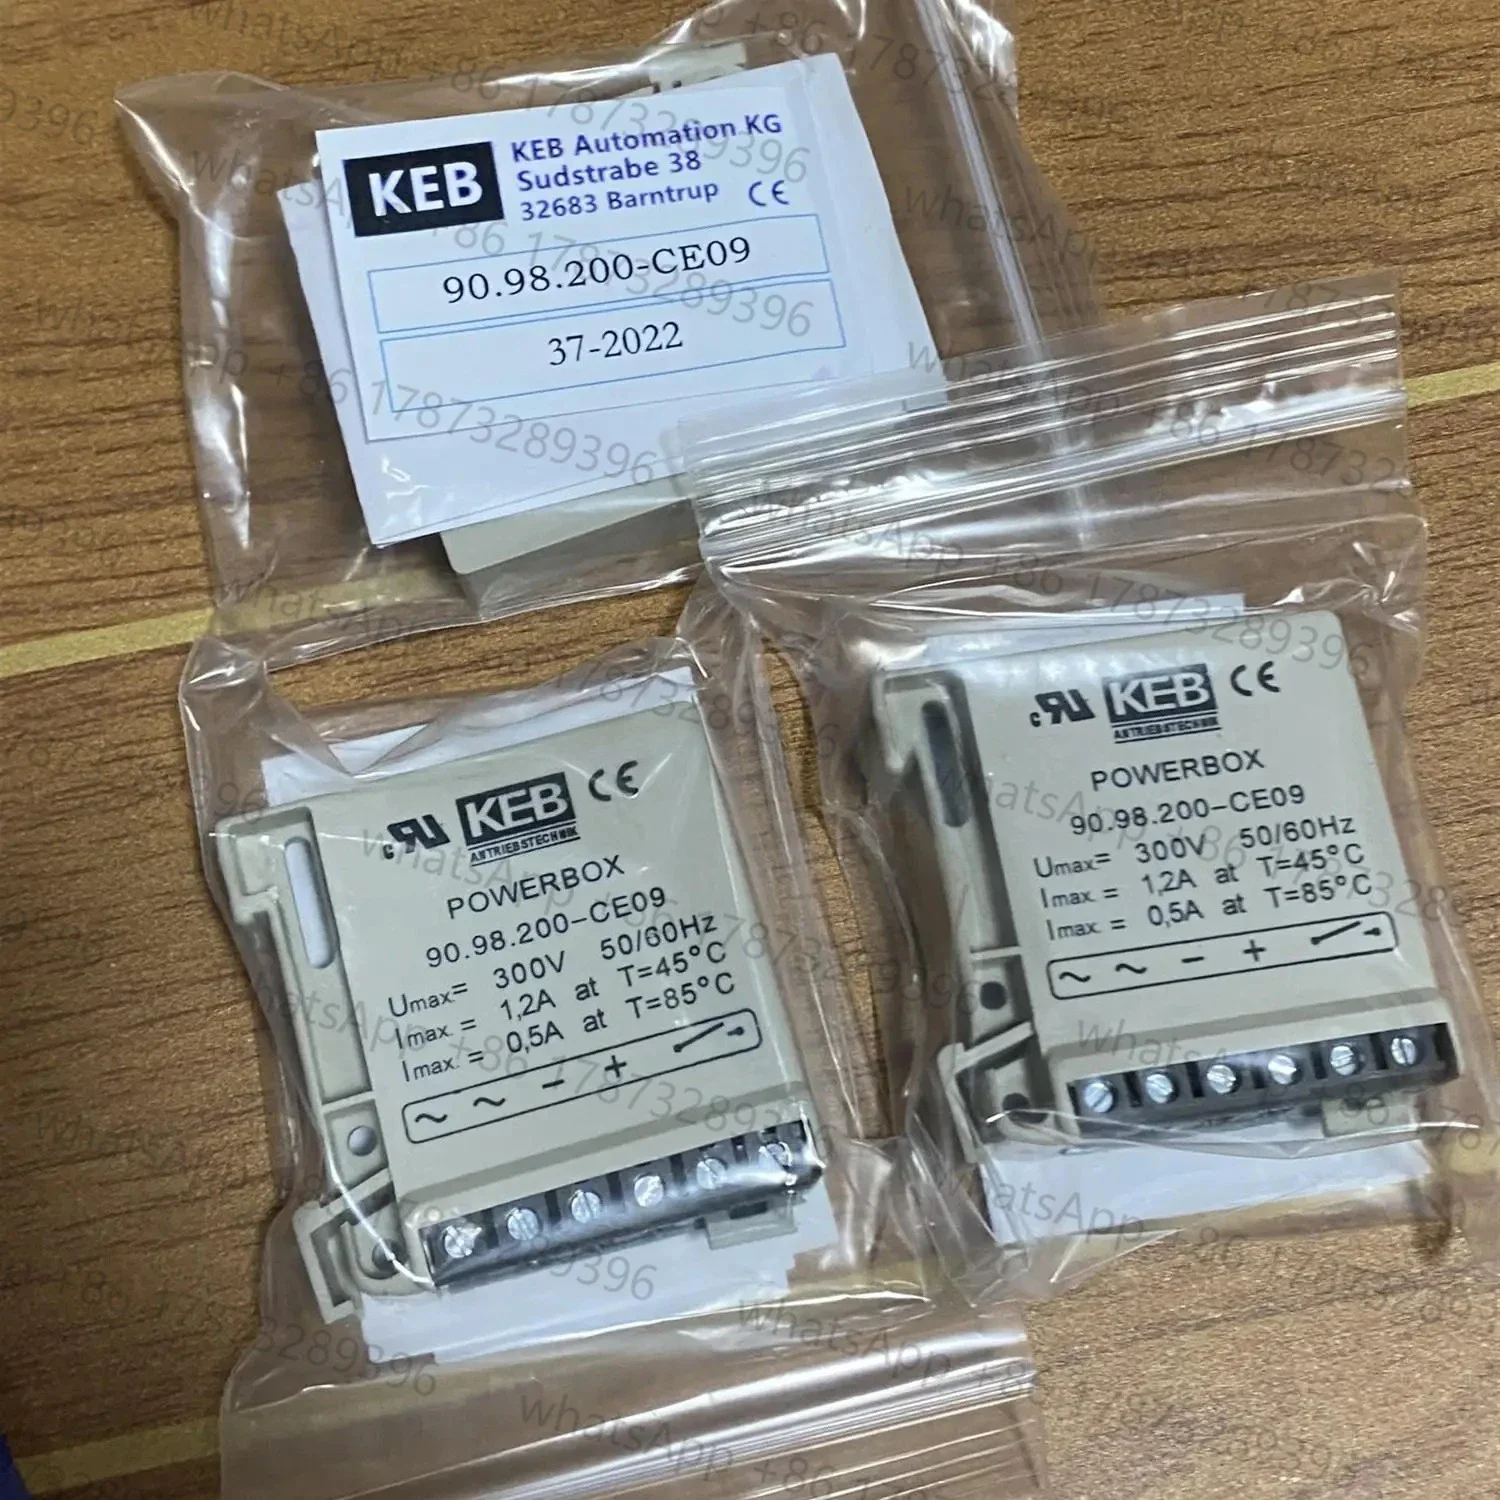 KEB
KEB Automation KG
Sudstrabe 38
32683 Barntrup CE
90.98.200-CE09
37-2022
cRU KEB CE
ANTRIEBSTECHNIK
POWERBOX
90.98.200-CE09
Umax= 300V 50/60Hz
Imax. = 1,2A at T=45°C
Imax. = 0,5A at T=85°C
~ ~ − +
cRU KEB CE
ANTRIEBSTECHNIK
POWERBOX
90.98.200-CE09
Umax= 300V 50/60Hz
Imax. = 1,2A at T=45°C
Imax. = 0,5A at T=85°C
~ ~ − +
whatsApp +86 17873289396